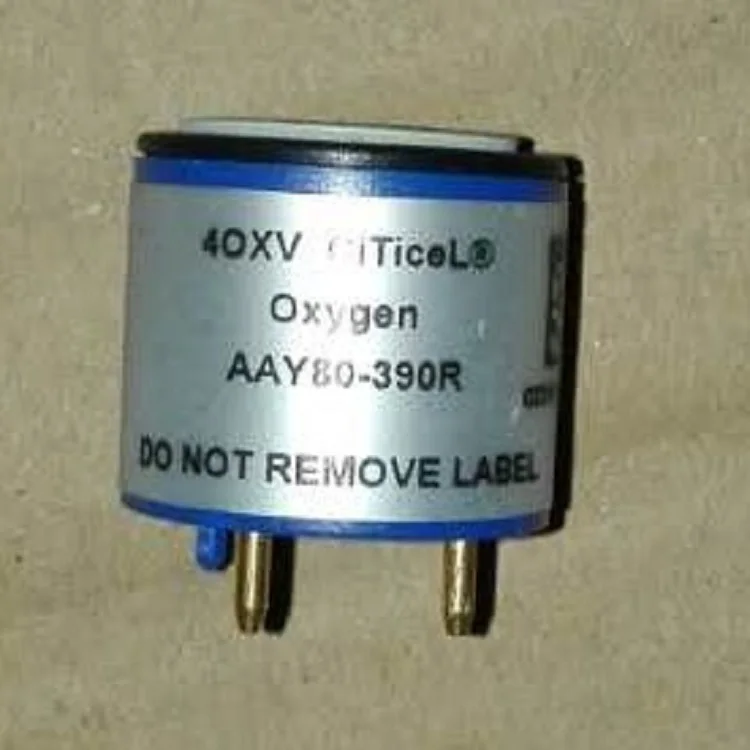 4OXV CiTiceL®
Oxygen
AAY80-390R
DO NOT REMOVE LABEL